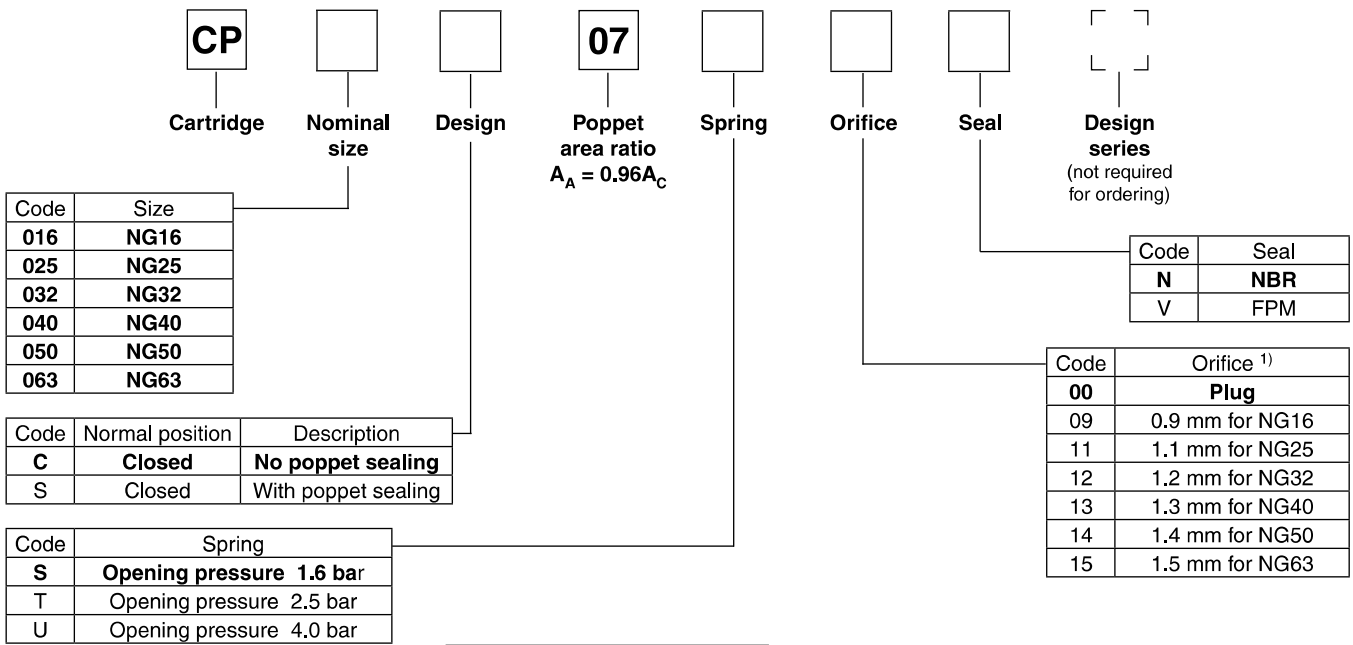 CP 07
Cartridge Nominal size Design Poppet area ratio A_A = 0.96A_C Spring Orifice Seal Design series (not required for ordering)
Code Size
016 NG16
025 NG25
032 NG32
040 NG40
050 NG50
063 NG63
Code Seal
N NBR
V FPM
Code Orifice 1)
00 Plug
09 0.9 mm for NG16
11 1.1 mm for NG25
12 1.2 mm for NG32
13 1.3 mm for NG40
14 1.4 mm for NG50
15 1.5 mm for NG63
Code Normal position Description
C Closed No poppet sealing
S Closed With poppet sealing
Code Spring
S Opening pressure 1.6 bar
T Opening pressure 2.5 bar
U Opening pressure 4.0 bar